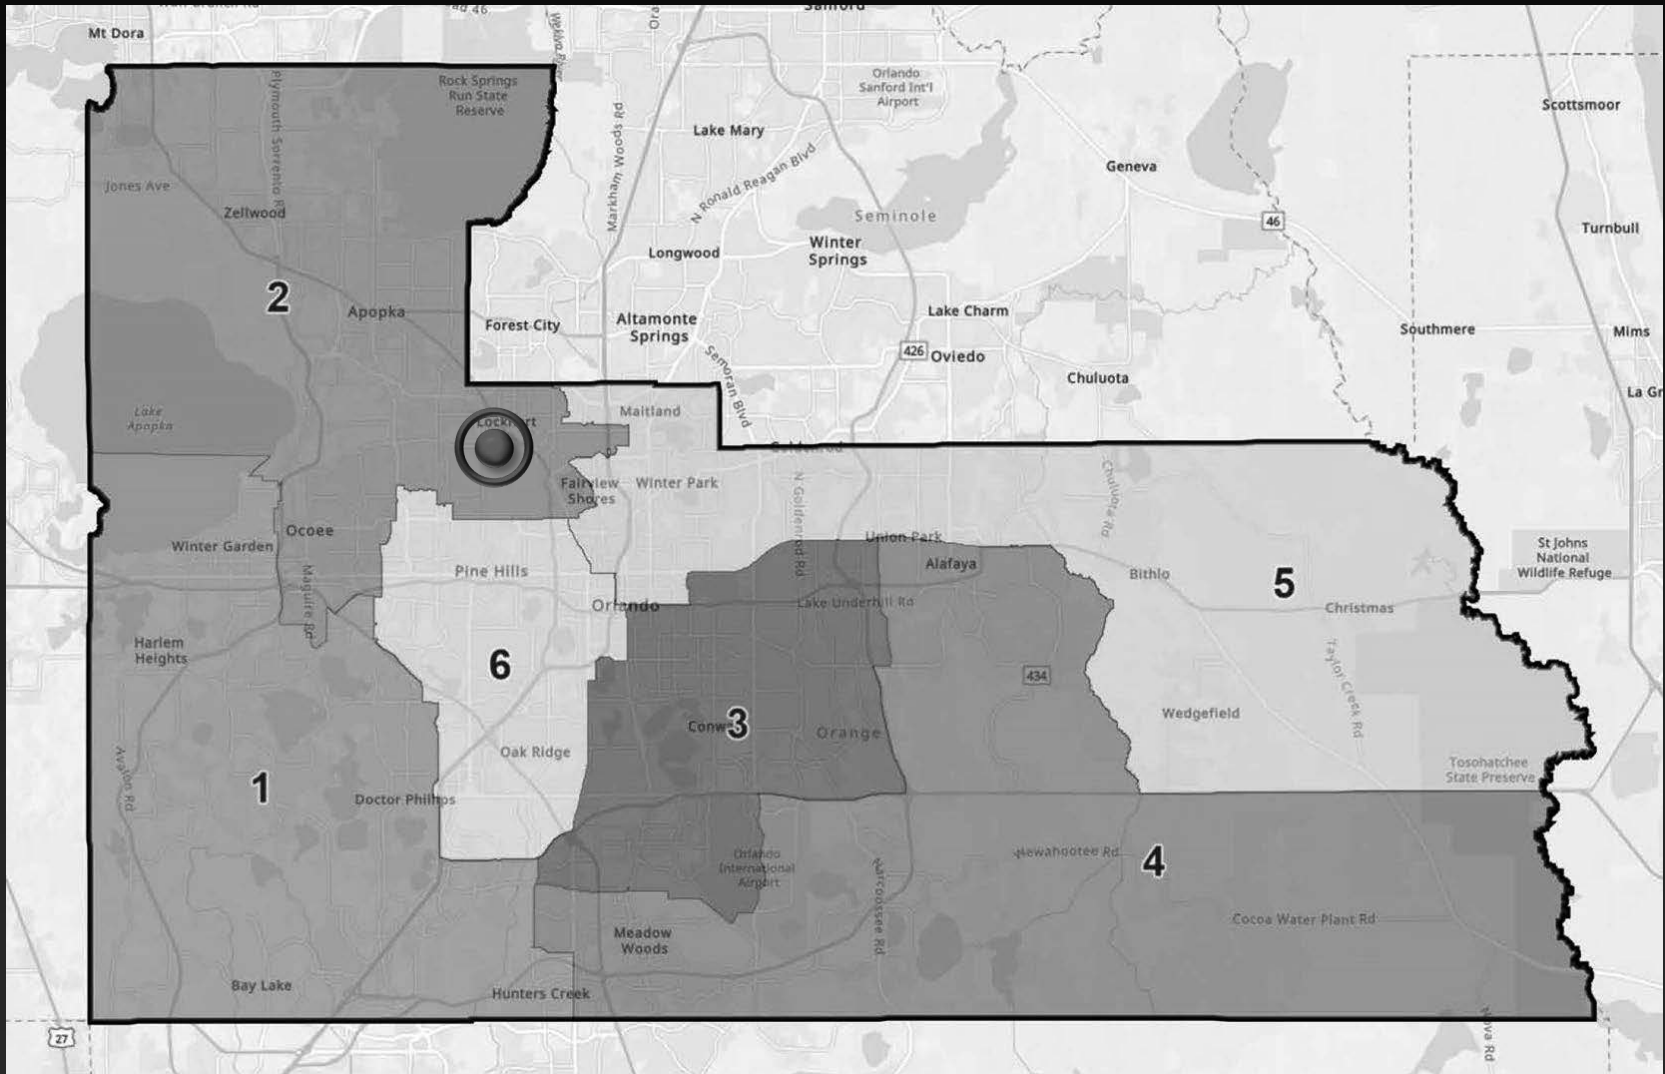 Sanford
Mt Dora
Rock Springs
Run State
Reserve
Plymouth Sorrento R
Orlando
Sanford Int'l
Airport
Scottsmoor
Markham Woods Rd
Lake Mary
N Ronald Reagan Blvd
Geneva
Jones Ave
Zellwood
Seminole
46
Turnbull
Longwood
Winter
Springs
2
Apopka
Forest City
Altamonte
Springs
Lake Charm
Southmere
Mims
426
Oviedo
Semoran Blvd
Chuluota
La Gr
Lake
Apopka
Maitland
Fairview
Shores
Winter Park
N Goldenrod Rd
Chuluota Rd
Ocoee
Winter Garden
Union Park
Alafaya
St Johns
National
Wildlife Refuge
Pine Hills
Bithlo
5
Maguire Rd
Orlando
Lake Underhill Rd
Christmas
Harlem
Heights
6
434
Taylor Creek Rd
Wedgefield
3
Conw
Orange
Oak Ridge
Avalon Rd
1
Doctor Phillips
Tosohatchee
State Preserve
Orlando
International
Airport
Narcoossee Rd
Newahootee Rd
4
Cocoa Water Plant Rd
Meadow
Woods
Bay Lake
Hunters Creek
27
Nova Rd